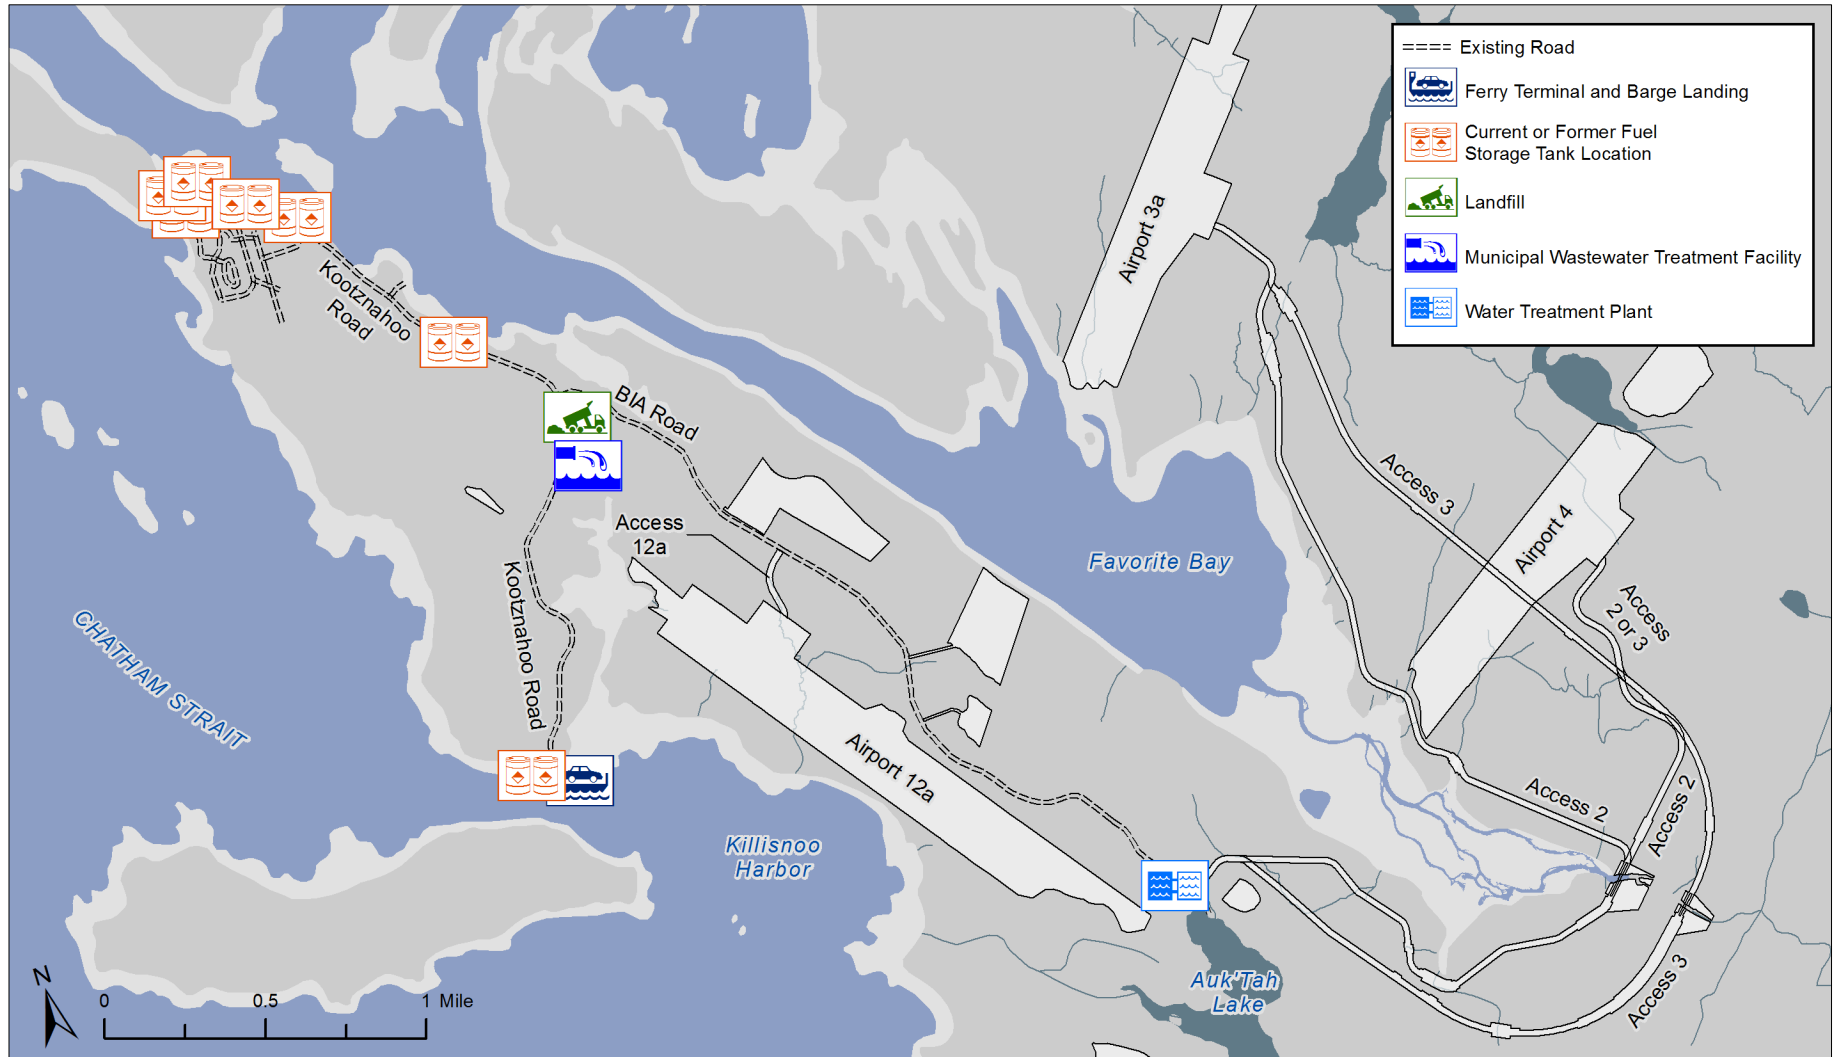 Existing Road
Ferry Terminal and Barge Landing
Current or Former Fuel
Storage Tank Location
Landfill
Municipal Wastewater Treatment Facility
Water Treatment Plant
Airport 3a
Kootznahoo
Road
BIA Road
Access 3
Access
12a
Airport 4
Favorite Bay
Access
2 or 3
Kootznahoo Road
CHATHAM STRAIT
Airport 12a
Access 2
Access 2
Killisnoo
Harbor
Auk'Tah
Lake
Access 3
N
0
0.5
1 Mile